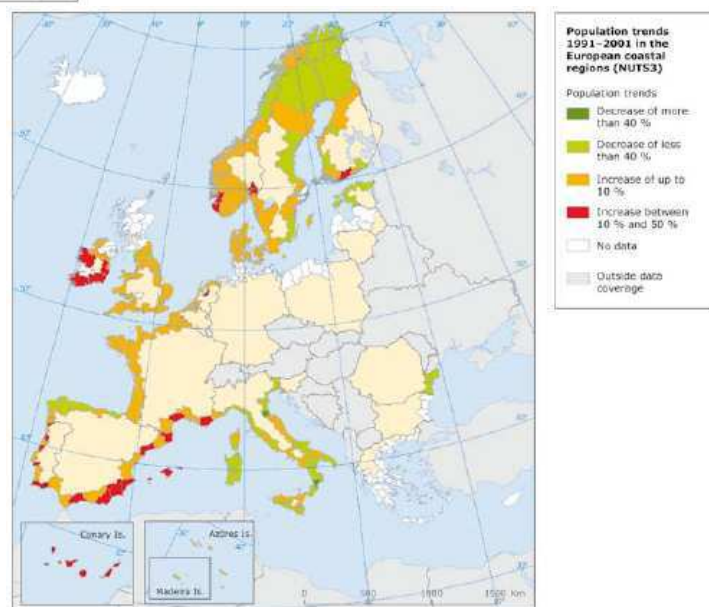 Population trends
1991–2001 in the
European coastal
regions (NUTS3)
Population trends
Decrease of more
than 40 %
Decrease of less
than 40 %
Increase of up to
10 %
Increase between
10 % and 50 %
No data
Outside data
coverage
Canary Is.
Azores Is.
Madeira Is.
0 500 1000 1500 Km